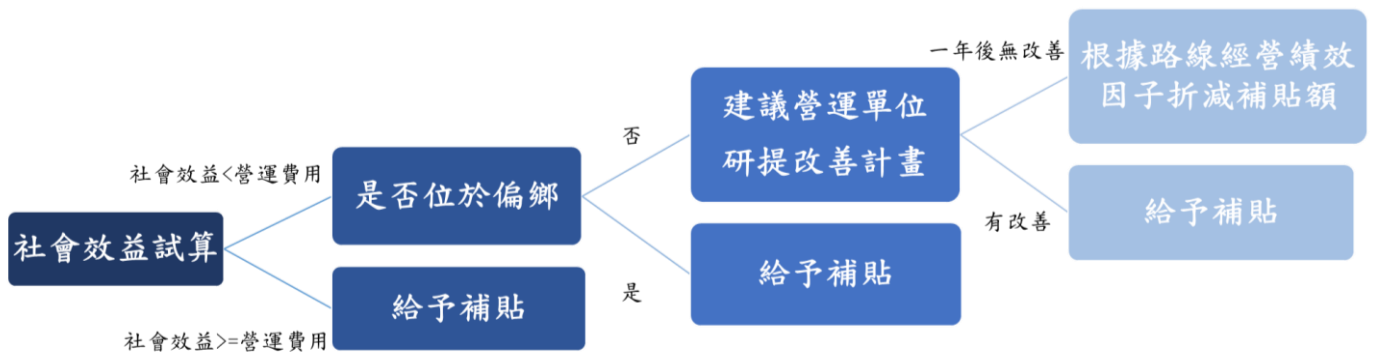 社會效益試算
社會效益<營運費用
社會效益>=營運費用
是否位於偏鄉
給予補貼
否
是
建議營運單位
研提改善計畫
給予補貼
一年後無改善
有改善
根據路線經營績效
因子折減補貼額
給予補貼